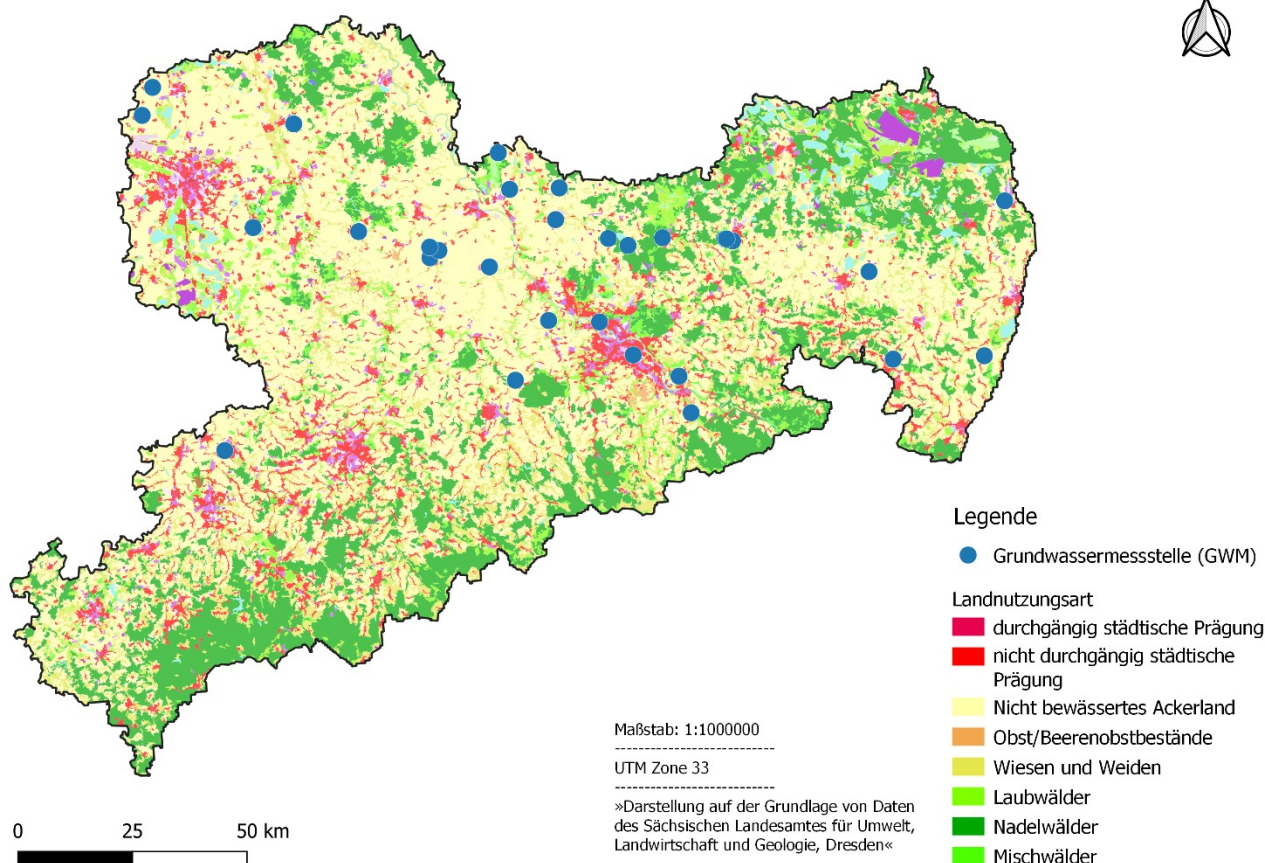 Legende
Grundwassermessstelle (GWM)
Landnutzungsart
durchgängig städtische Prägung
nicht durchgängig städtische
Prägung
Nicht bewässertes Ackerland
Obst/Beerenobstbestände
Wiesen und Weiden
Laubwälder
Nadelwälder
Mischwälder
Maßstab: 1:1000000
--------------------------
UTM Zone 33
--------------------------
»Darstellung auf der Grundlage von Daten
des Sächsischen Landesamtes für Umwelt,
Landwirtschaft und Geologie, Dresden«
0 25 50 km